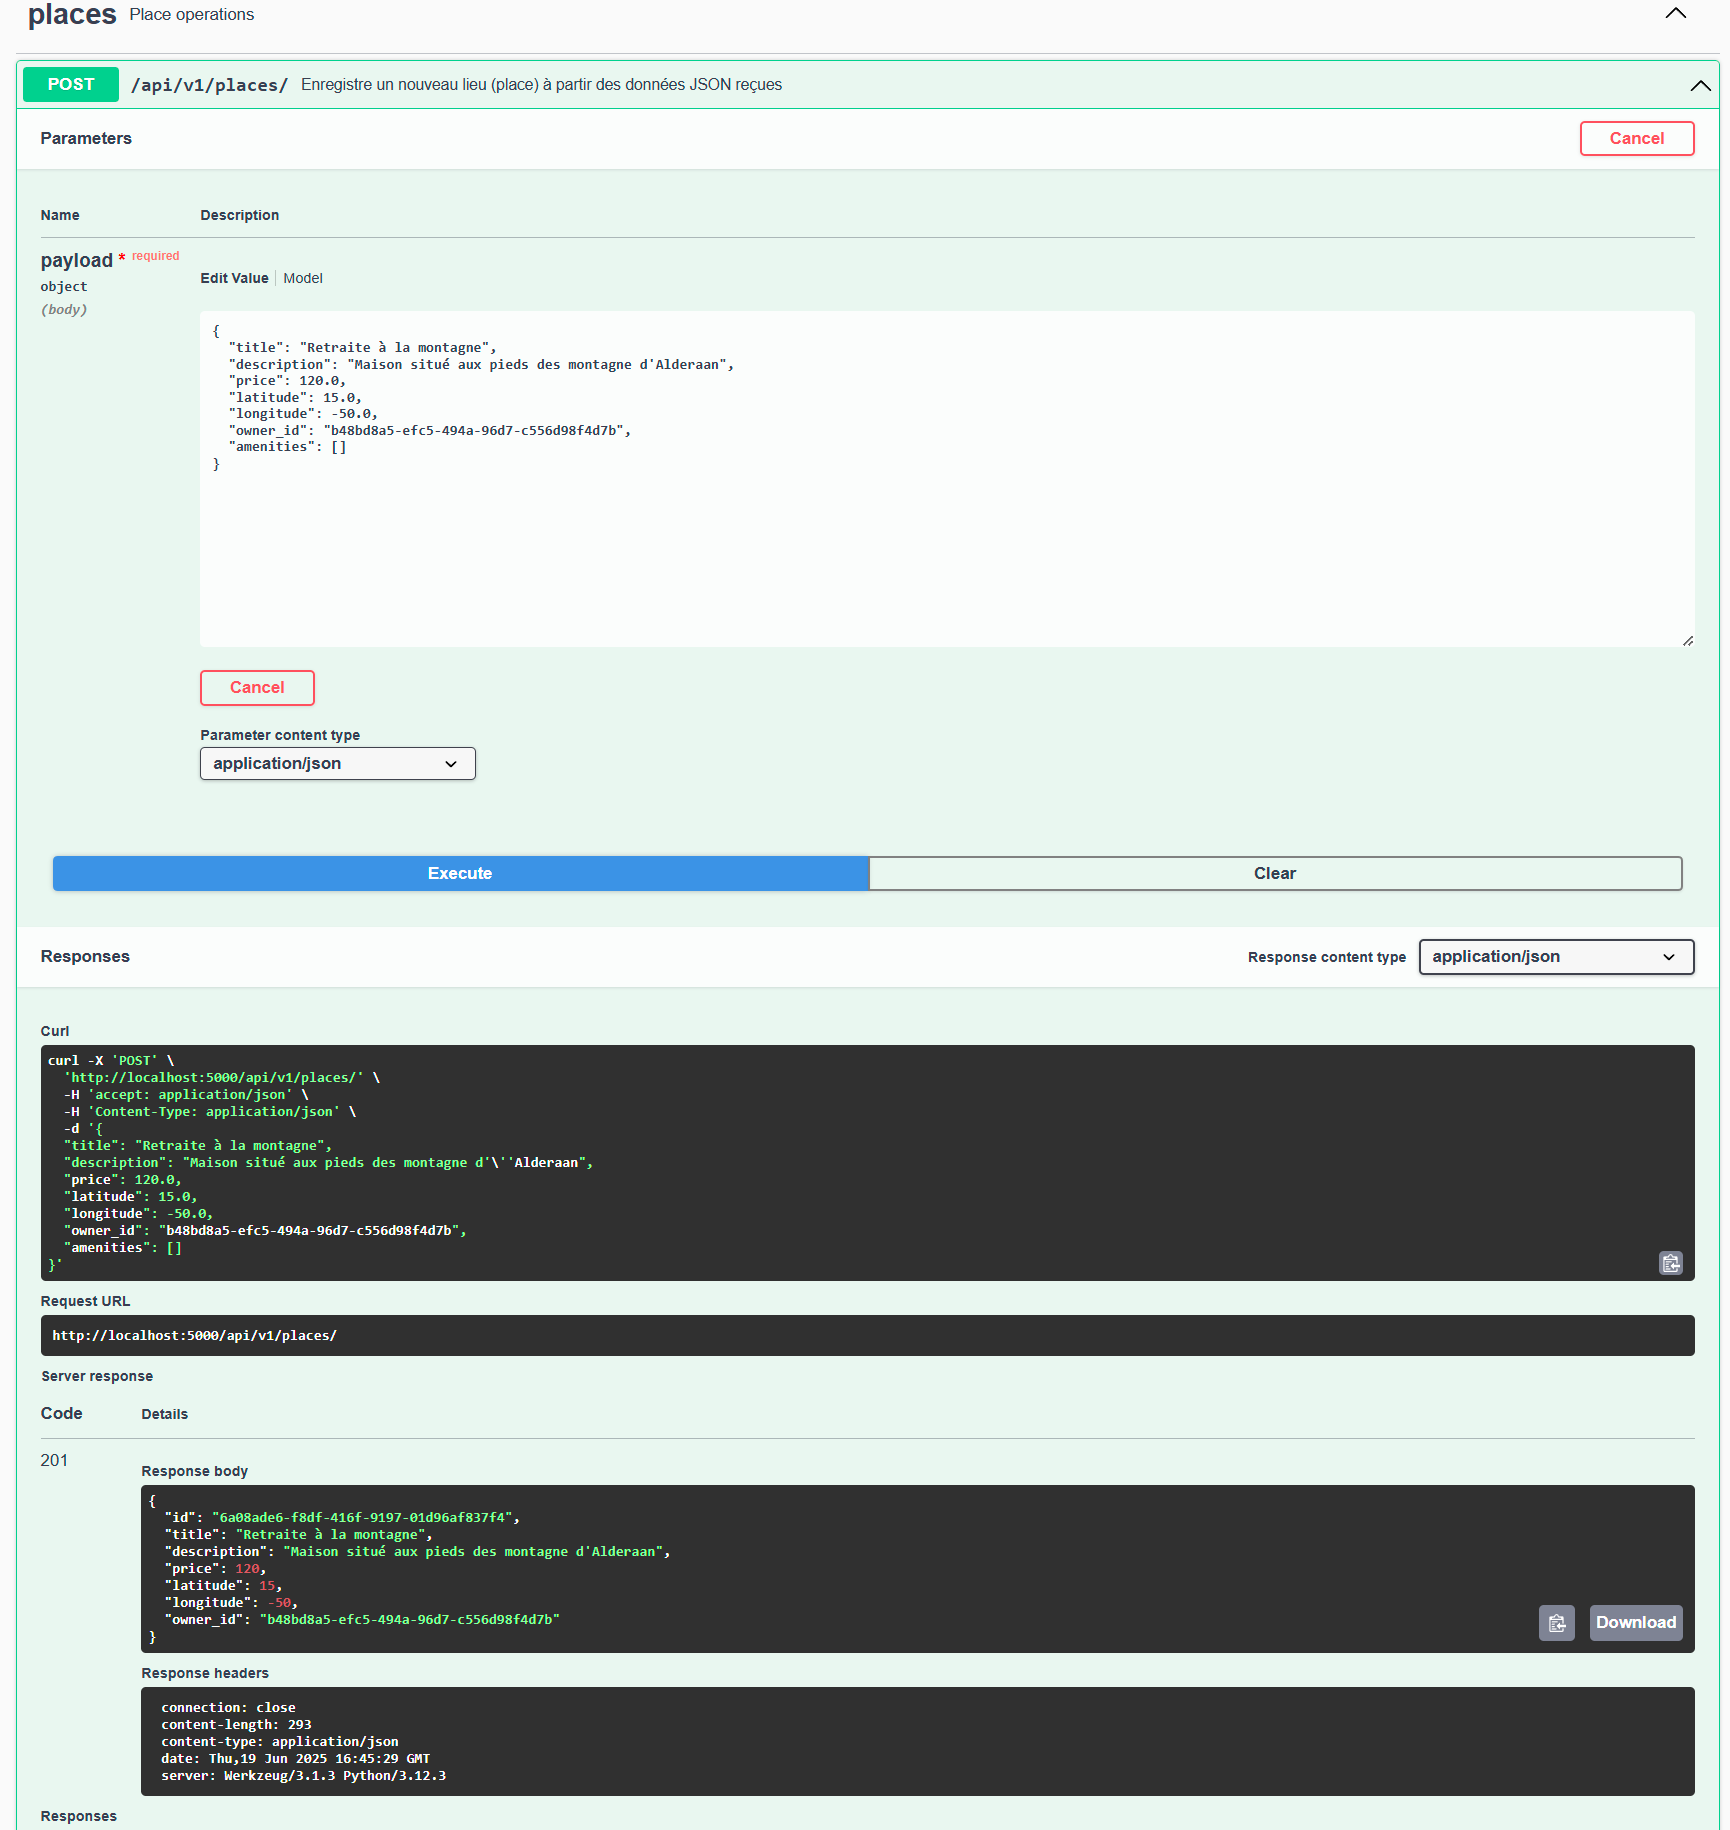 places Place operations
POST /api/v1/places/ Enregistre un nouveau lieu (place) à partir des données JSON reçues
Parameters
Cancel
Name Description
payload * required
object
(body)
Edit Value | Model
{
  "title": "Retraite à la montagne",
  "description": "Maison situé aux pieds des montagne d'Alderaan",
  "price": 120.0,
  "latitude": 15.0,
  "longitude": -50.0,
  "owner_id": "b48bd8a5-efc5-494a-96d7-c556d98f4d7b",
  "amenities": []
}
Cancel
Parameter content type
application/json
Execute
Clear
Responses
Response content type
application/json
Curl
curl -X 'POST' \
  'http://localhost:5000/api/v1/places/' \
  -H 'accept: application/json' \
  -H 'Content-Type: application/json' \
  -d '{
  "title": "Retraite à la montagne",
  "description": "Maison situé aux pieds des montagne d'\''Alderaan",
  "price": 120.0,
  "latitude": 15.0,
  "longitude": -50.0,
  "owner_id": "b48bd8a5-efc5-494a-96d7-c556d98f4d7b",
  "amenities": []
}'
Request URL
http://localhost:5000/api/v1/places/
Server response
Code Details
201
Response body
{
  "id": "6a08ade6-f8df-416f-9197-01d96af837f4",
  "title": "Retraite à la montagne",
  "description": "Maison situé aux pieds des montagne d'Alderaan",
  "price": 120,
  "latitude": 15,
  "longitude": -50,
  "owner_id": "b48bd8a5-efc5-494a-96d7-c556d98f4d7b"
}
Download
Response headers
connection: close
content-length: 293
content-type: application/json
date: Thu,19 Jun 2025 16:45:29 GMT
server: Werkzeug/3.1.3 Python/3.12.3
Responses